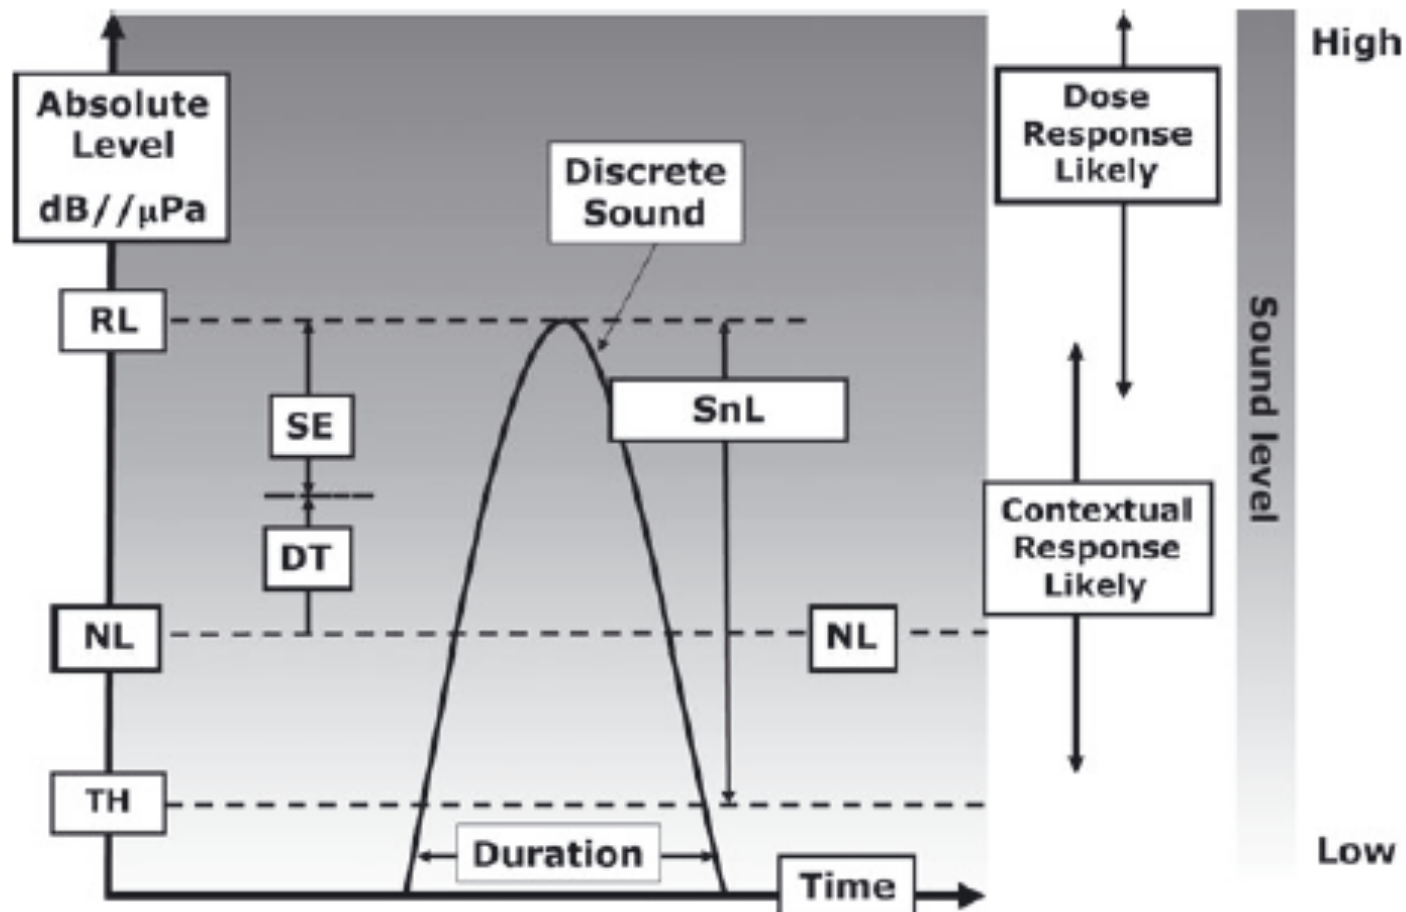 Absolute
Level
dB//μPa
RL
SE
DT
NL
TH
Discrete
Sound
SnL
NL
Duration
Time
Dose
Response
Likely
Contextual
Response
Likely
High
Sound level
Low